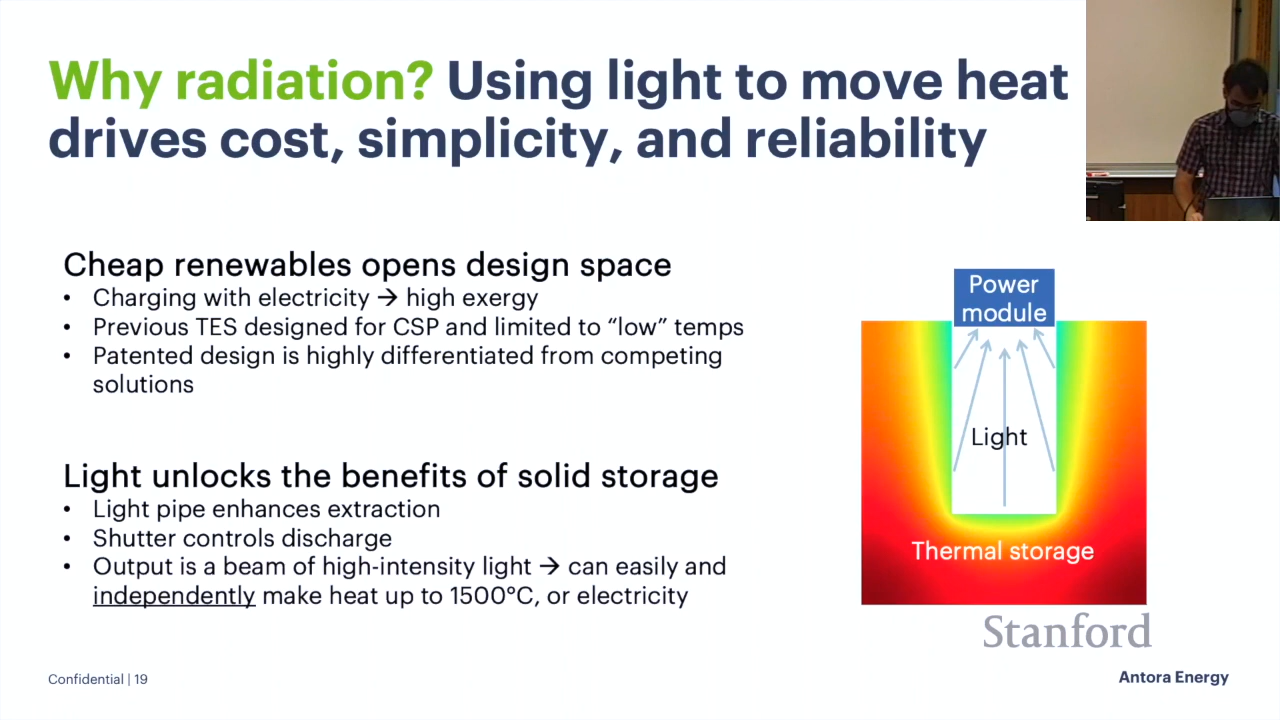 Why radiation? Using light to move heat
drives cost, simplicity, and reliability
Cheap renewables opens design space
• Charging with electricity → high exergy
• Previous TES designed for CSP and limited to “low” temps
• Patented design is highly differentiated from competing
solutions
Light unlocks the benefits of solid storage
• Light pipe enhances extraction
• Shutter controls discharge
• Output is a beam of high-intensity light → can easily and
independently make heat up to 1500°C, or electricity
Power
module
Light
Thermal storage
Stanford
Confidential | 19
Antora Energy